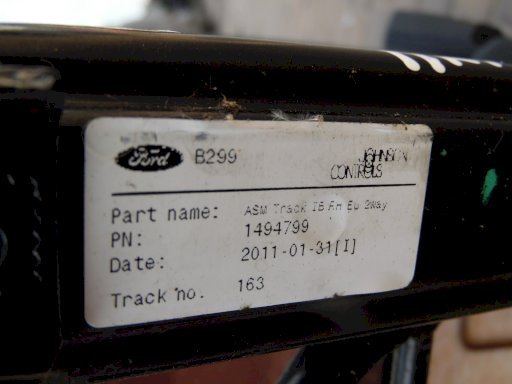 Ford B299
JOHNSON
CONTROLS
Part name: ASM Track IB RH Eu 2Way
PN: 1494799
Date: 2011-01-31[I]
Track no. 163